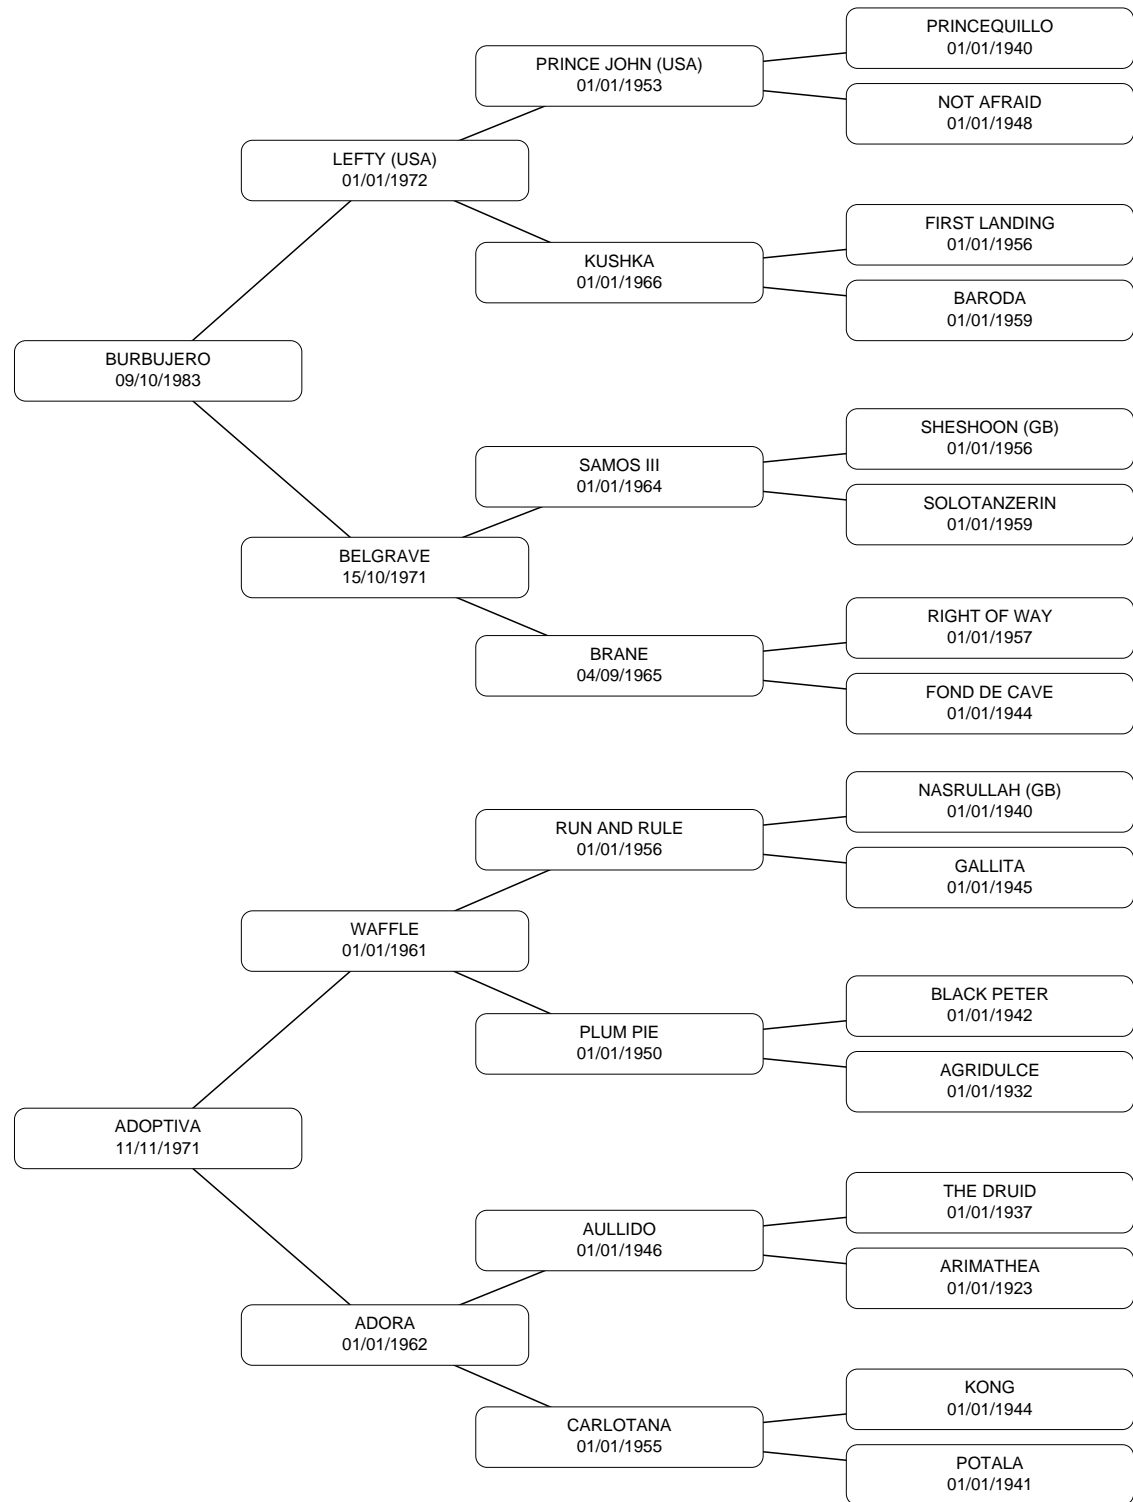 PRINCEQUILLO
01/01/1940
PRINCE JOHN (USA)
01/01/1953
NOT AFRAID
01/01/1948
LEFTY (USA)
01/01/1972
FIRST LANDING
01/01/1956
KUSHKA
01/01/1966
BARODA
01/01/1959
BURBUJERO
09/10/1983
SHESHOON (GB)
01/01/1956
SAMOS III
01/01/1964
SOLOTANZERIN
01/01/1959
BELGRAVE
15/10/1971
RIGHT OF WAY
01/01/1957
BRANE
04/09/1965
FOND DE CAVE
01/01/1944
NASRULLAH (GB)
01/01/1940
RUN AND RULE
01/01/1956
GALLITA
01/01/1945
WAFFLE
01/01/1961
BLACK PETER
01/01/1942
PLUM PIE
01/01/1950
AGRIDULCE
01/01/1932
ADOPTIVA
11/11/1971
THE DRUID
01/01/1937
AULLIDO
01/01/1946
ARIMATHEA
01/01/1923
ADORA
01/01/1962
KONG
01/01/1944
CARLOTANA
01/01/1955
POTALA
01/01/1941